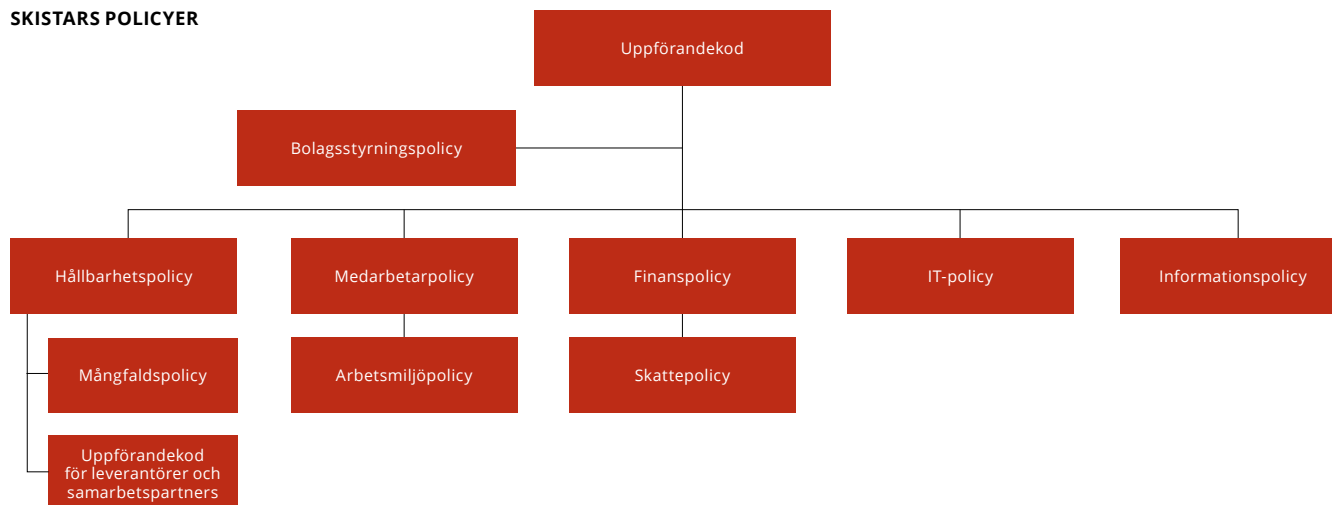 SKISTARS POLICYER
Uppförandekod
Bolagsstyrningspolicy
Hållbarhetspolicy
Medarbetarpolicy
Finanspolicy
IT-policy
Informationspolicy
Mångfaldspolicy
Arbetsmiljöpolicy
Skattepolicy
Uppförandekod
för leverantörer och
samarbetspartners